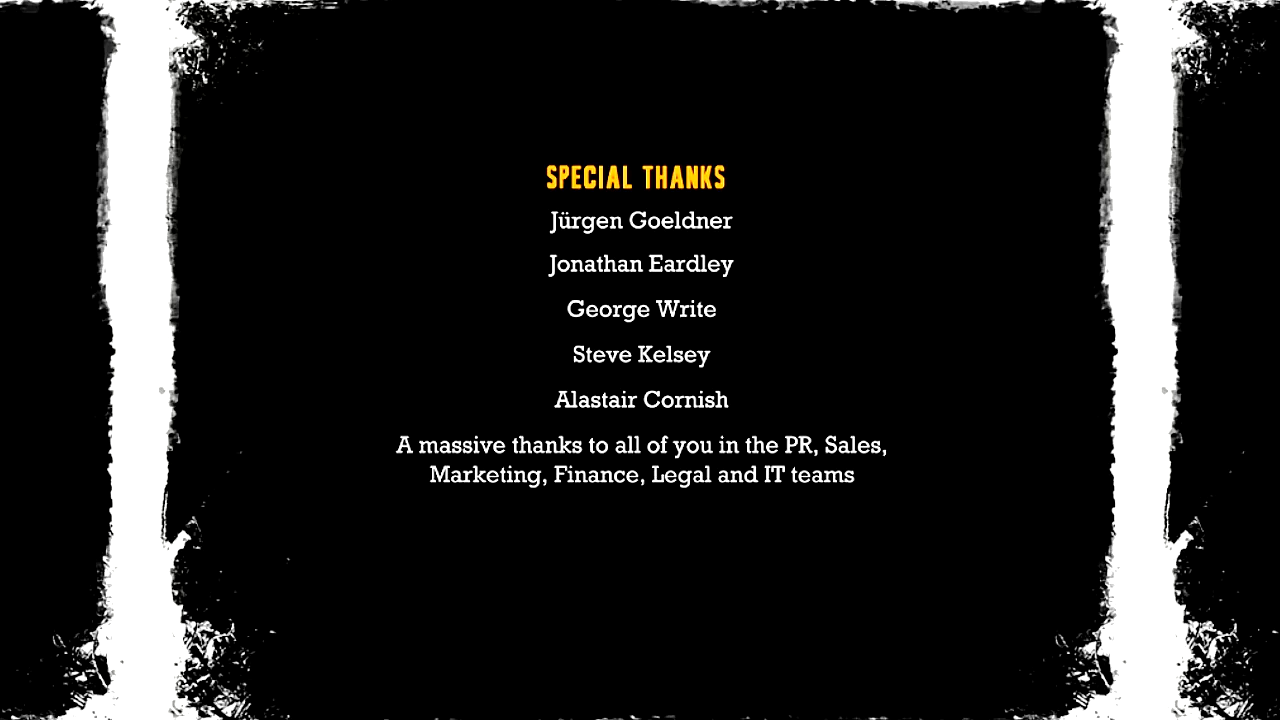 SPECIAL THANKS
Jürgen Goeldner
Jonathan Eardley
George Write
Steve Kelsey
Alastair Cornish
A massive thanks to all of you in the PR, Sales,
Marketing, Finance, Legal and IT teams